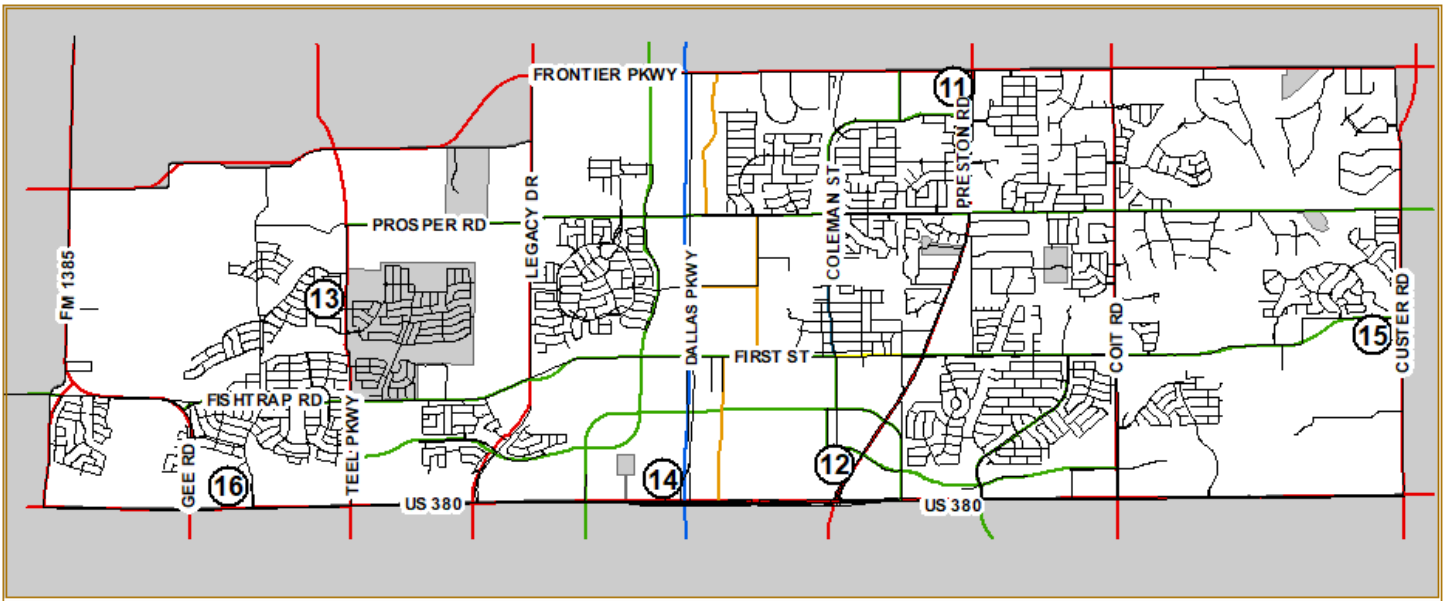 FRONTIER PKWY
11
PRESTON RD
COLEMAN ST
LEGACY DR
PROSPER RD
FM 1385
13
DALLAS PKWY
COIT RD
CUSTER RD
15
FIRST ST
FISHTRAP RD
TEEL PKWY
GEE RD
16
14
12
US 380
US 380